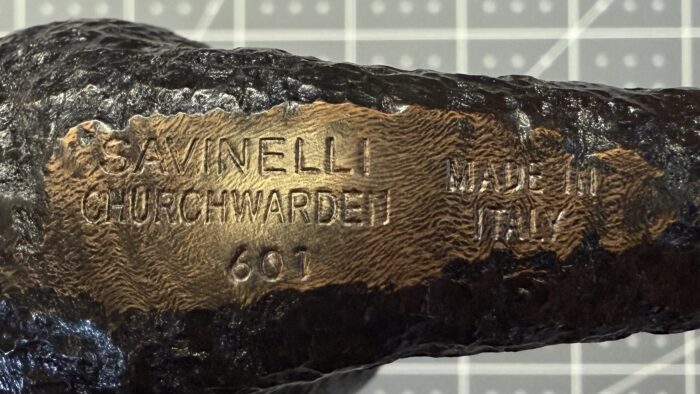 SAVINELLI
CHURCHWARDEN
601
MADE IN
ITALY